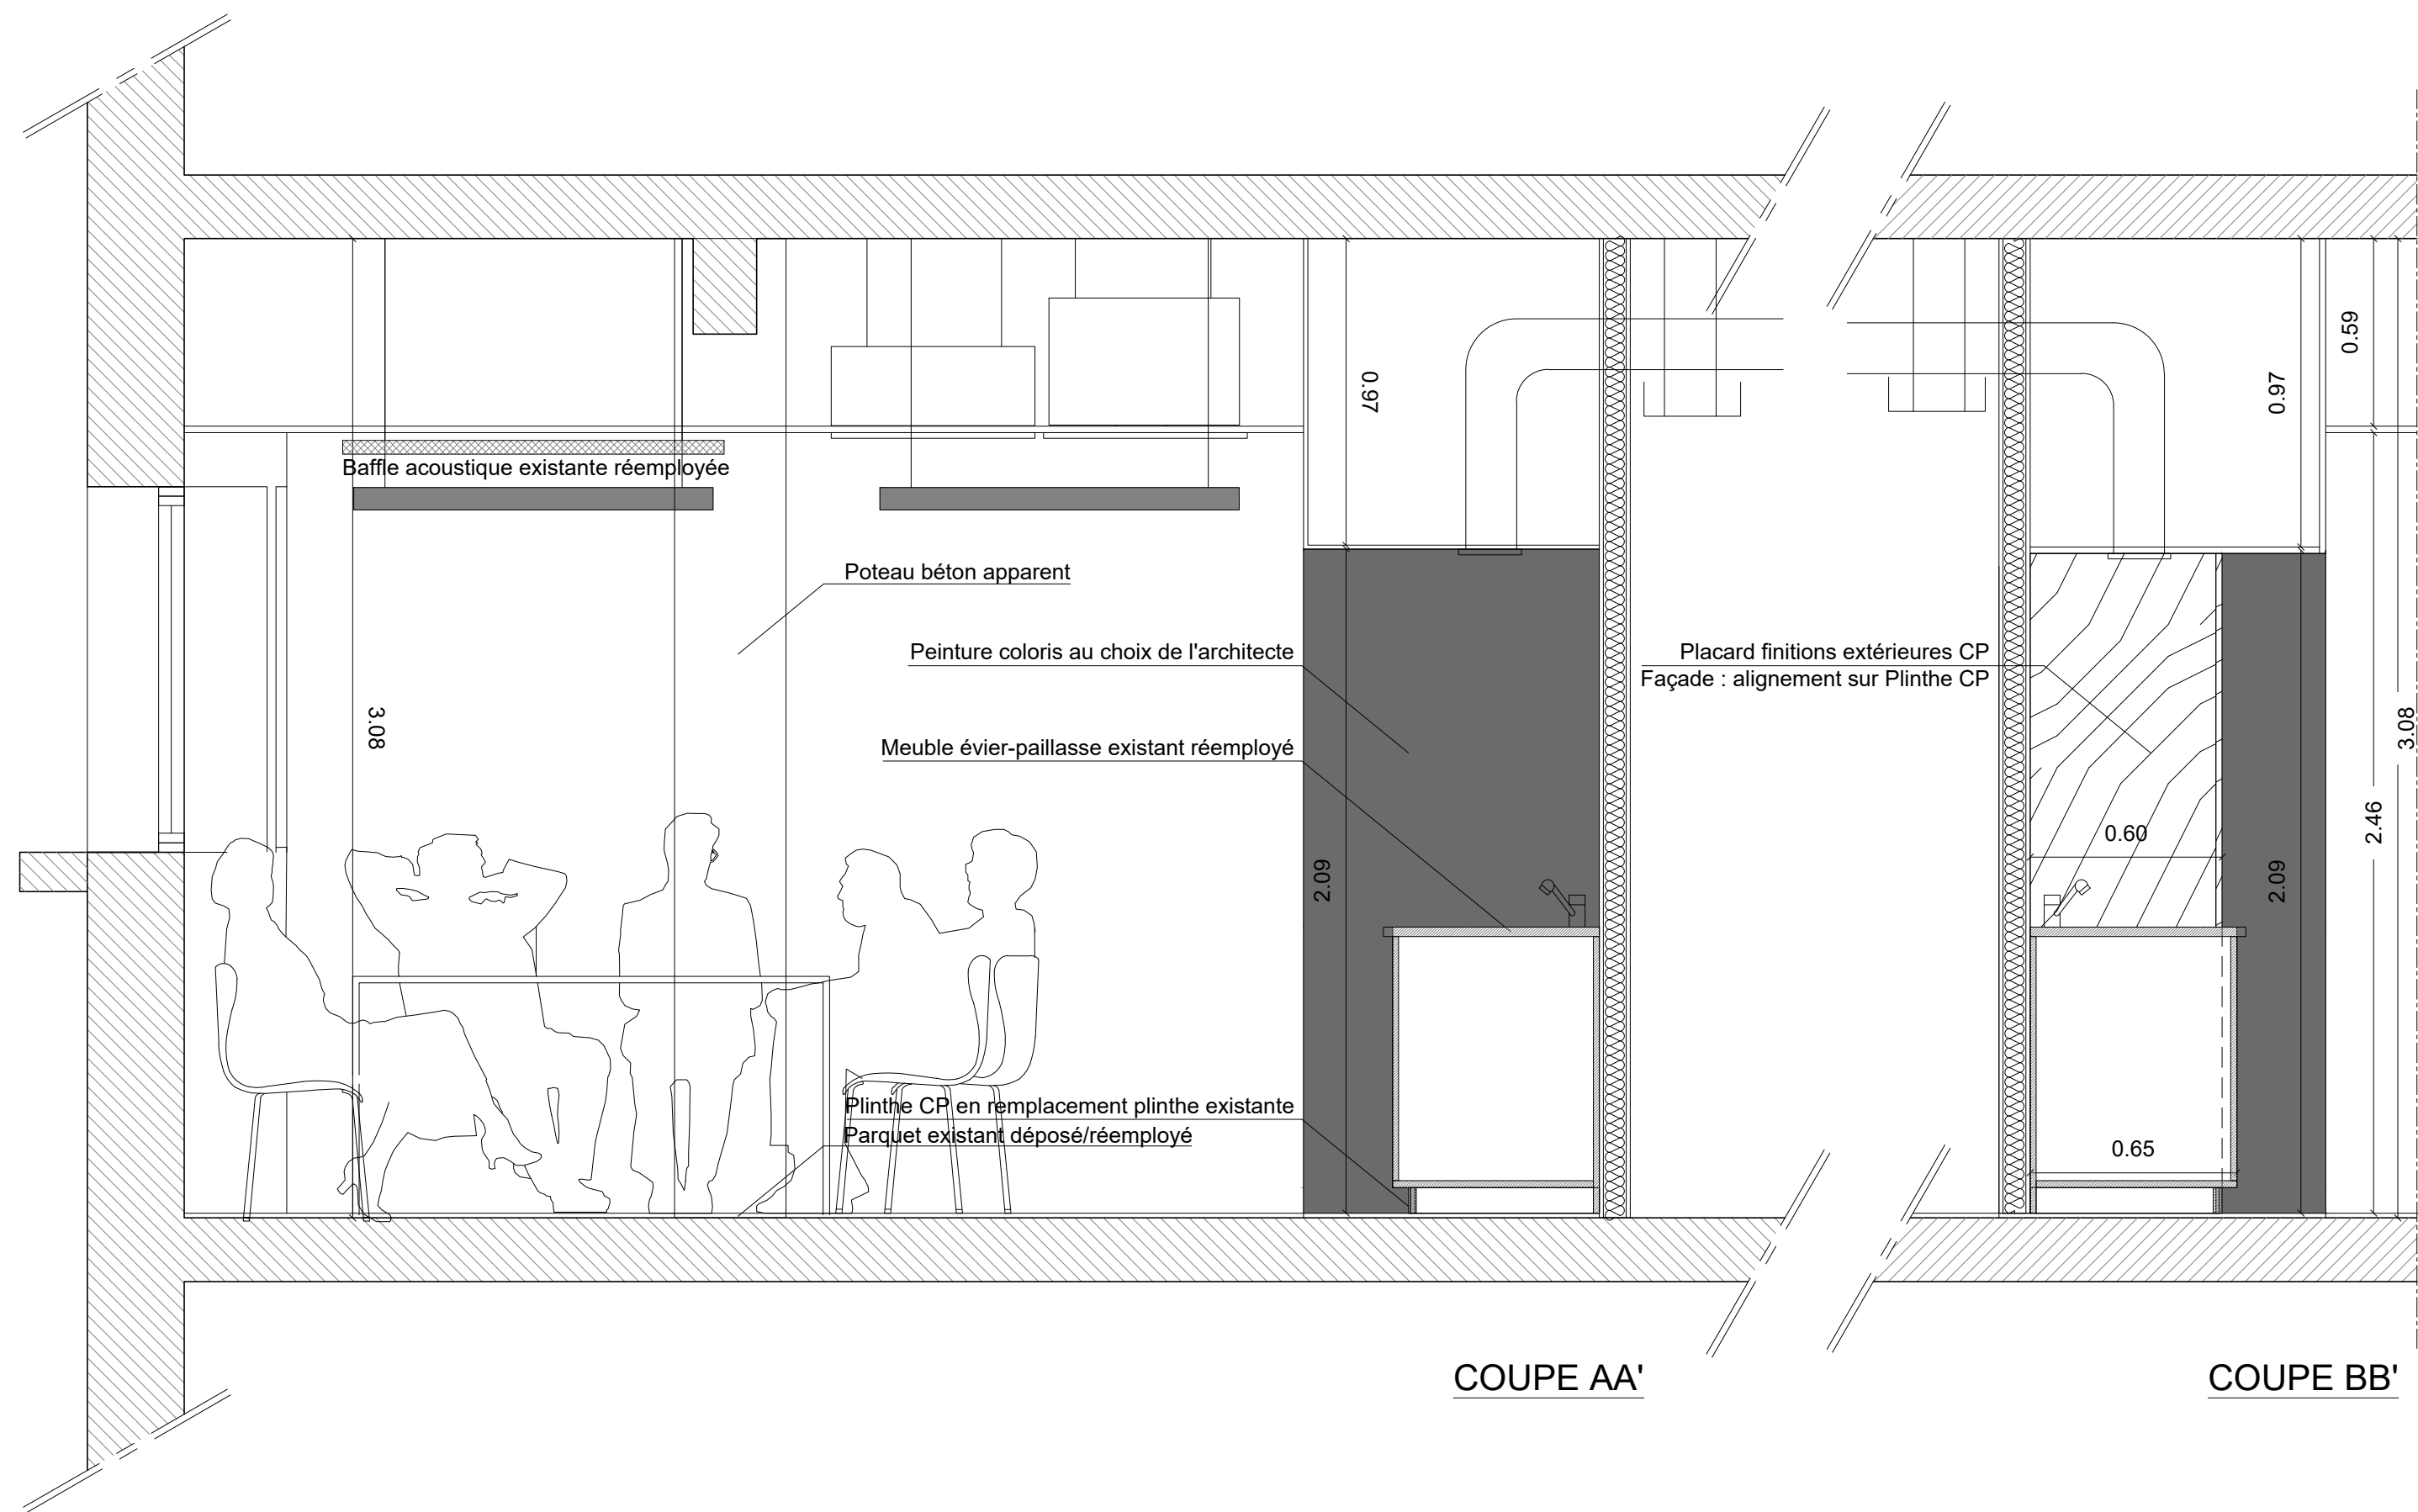 0.59
0.97
0.97
Baffle acoustique existante réemployée
Poteau béton apparent
Peinture coloris au choix de l'architecte
Placard finitions extérieures CP
Façade : alignement sur Plinthe CP
3.08
3.08
Meuble évier-paillasse existant réemployé
2.46
0.60
2.09
2.09
Plinthe CP en remplacement plinthe existante
Parquet existant déposé/réemployé
0.65
COUPE AA'
COUPE BB'